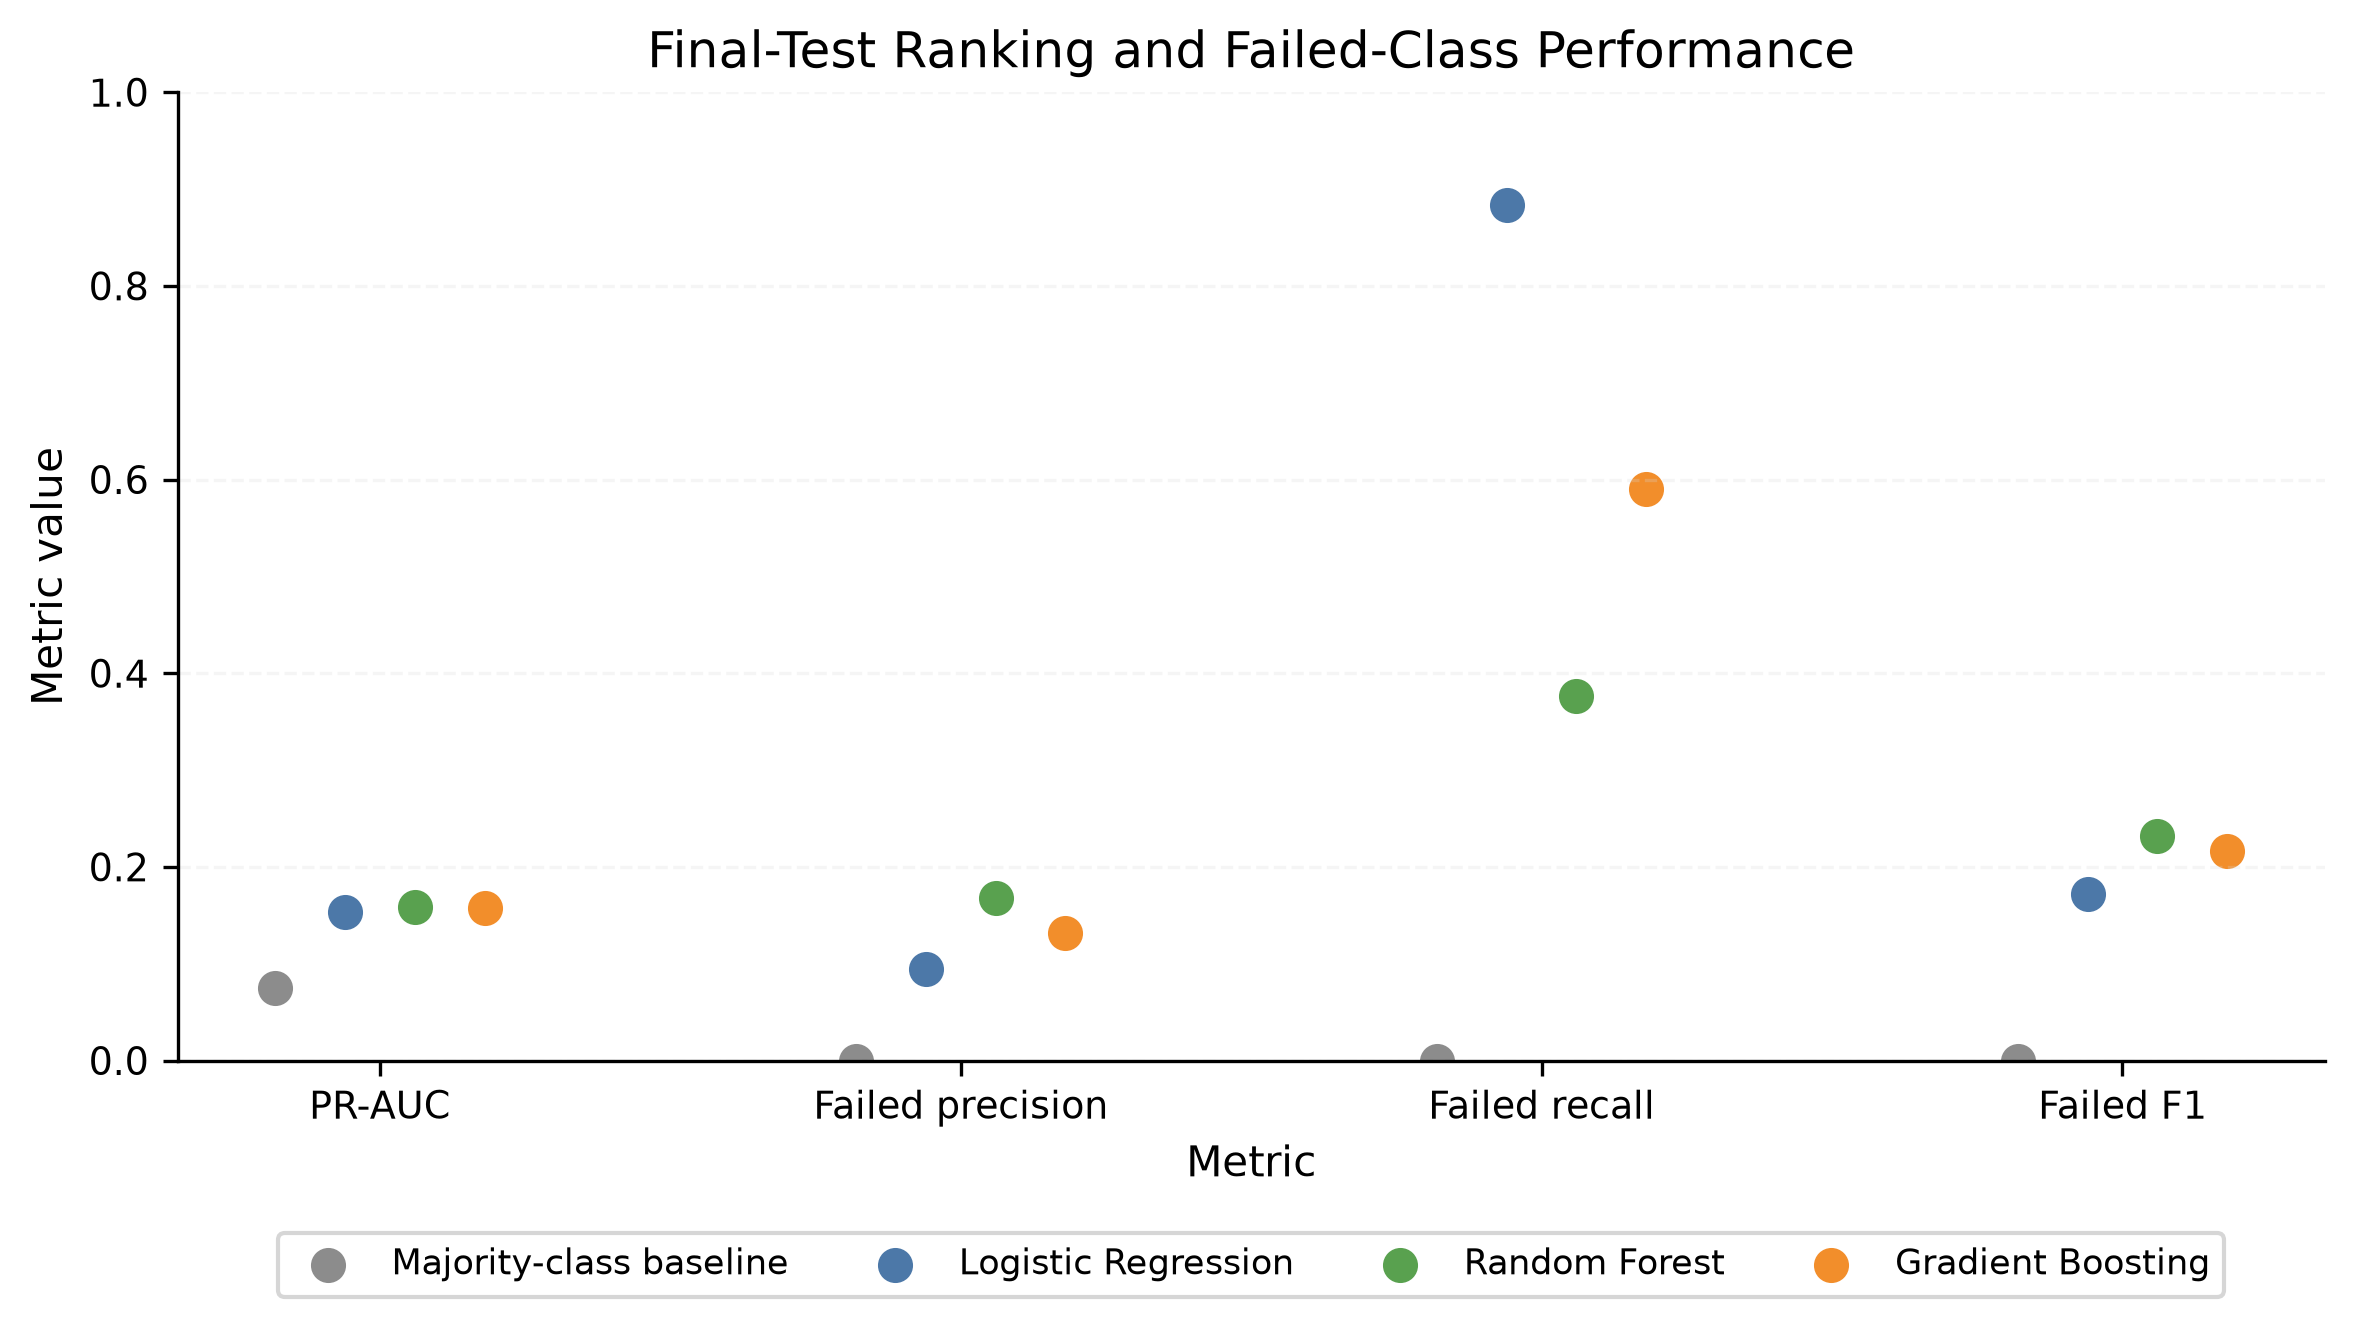 Final-Test Ranking and Failed-Class Performance
1.0
0.8
0.6
0.4
0.2
0.0
Metric value
PR-AUC
Failed precision
Failed recall
Failed F1
Metric
Majority-class baseline
Logistic Regression
Random Forest
Gradient Boosting